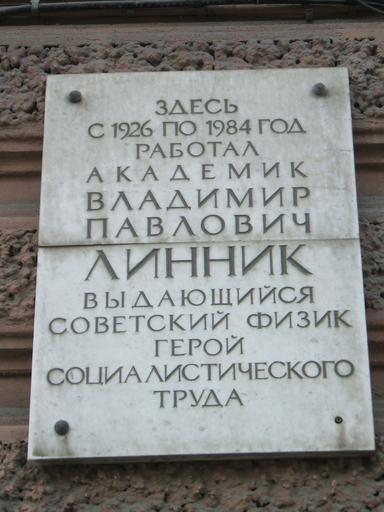 ЗДЕСЬ
С 1926 ПО 1984 ГОД
РАБОТАЛ
АКАДЕМИК
ВЛАДИМИР
ПАВЛОВИЧ
ЛИННИК
ВЫДАЮЩИЙСЯ
СОВЕТСКИЙ ФИЗИК
ГЕРОЙ
СОЦИАЛИСТИЧЕСКОГО
ТРУДА